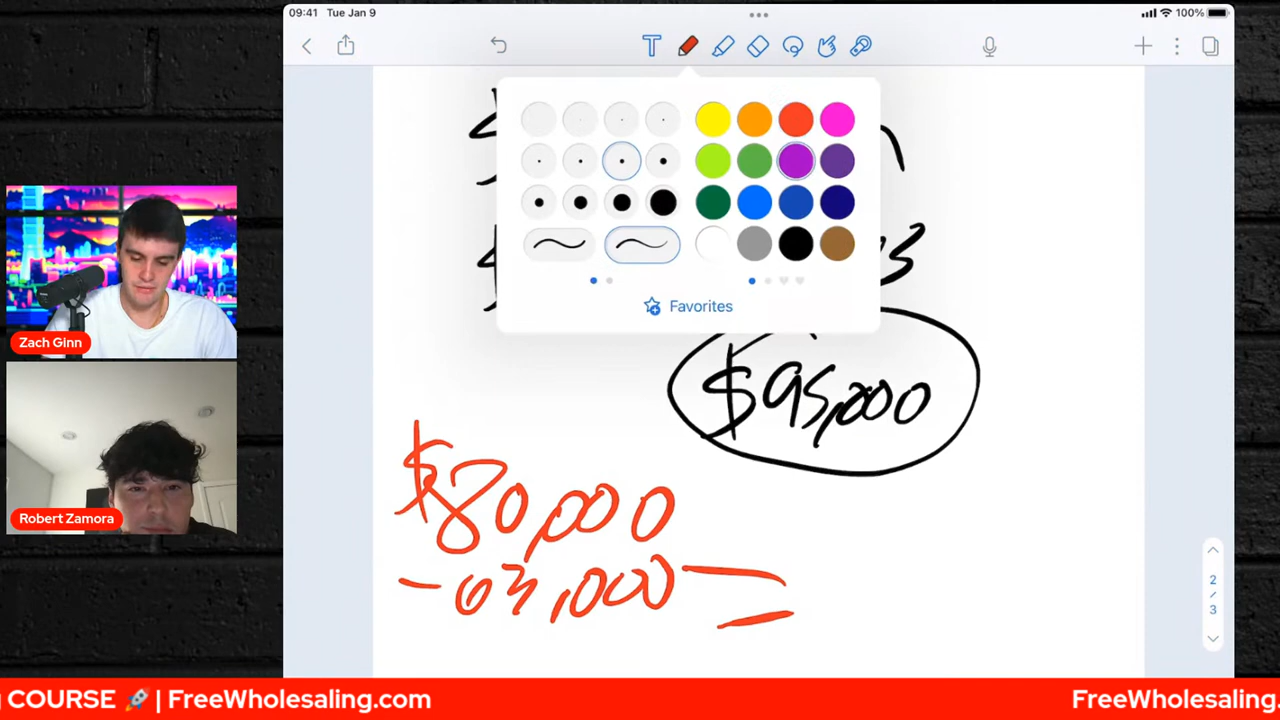 09:41 Tue Jan 9
100%
T
Favorites
$95,000
Zach Ginn
$80,000
Robert Zamora
- 63,000
2
/
3
COURSE 🚀 | FreeWholesaling.com
FreeWholesaling.